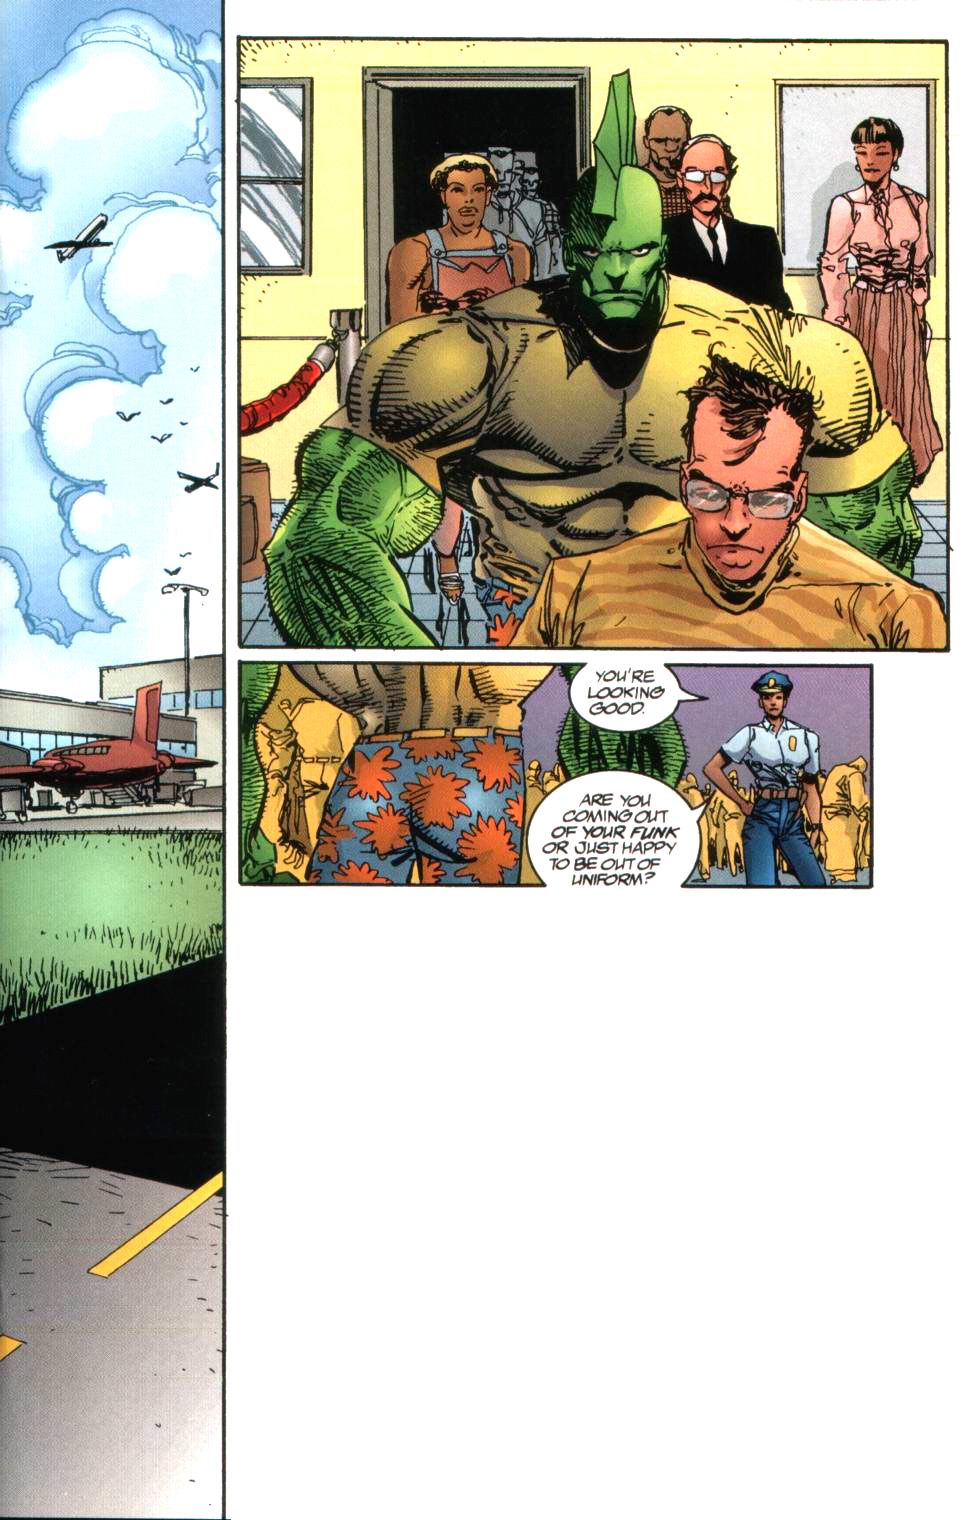 YOU'RE
LOOKING
GOOD.
ARE YOU
COMING OUT
OF YOUR FUNK
OR JUST HAPPY
TO BE OUT OF
UNIFORM?